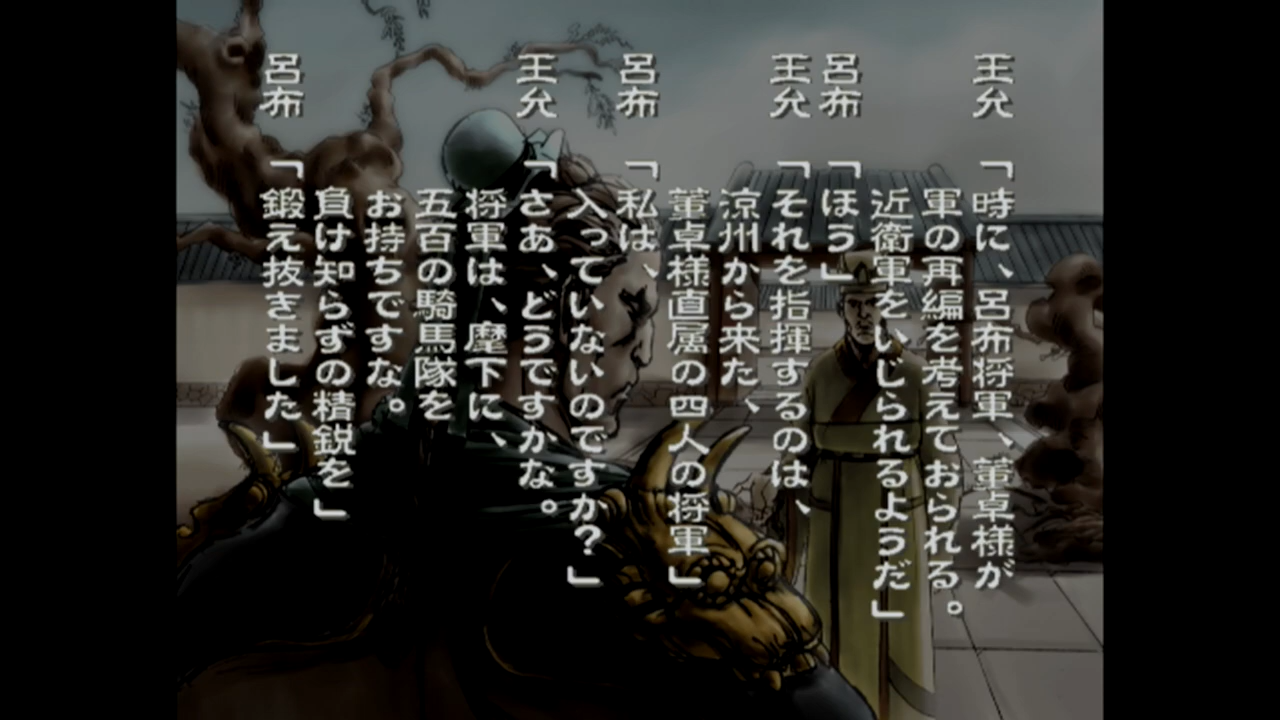 王允　「時に、呂布将軍、董卓様が
軍の再編を考えておられる。
近衛軍をいじられるようだ」
呂布　「ほう」
王允　「それを指揮するのは、
涼州から来た、
董卓様直属の四人の将軍」
呂布　「私は、
入っていないのですか?」
王允　「さあ、どうですかな。
将軍は、麾下に、
五百の騎馬隊を
お持ちですな。
負け知らずの精鋭を」
呂布　「鍛え抜きました」